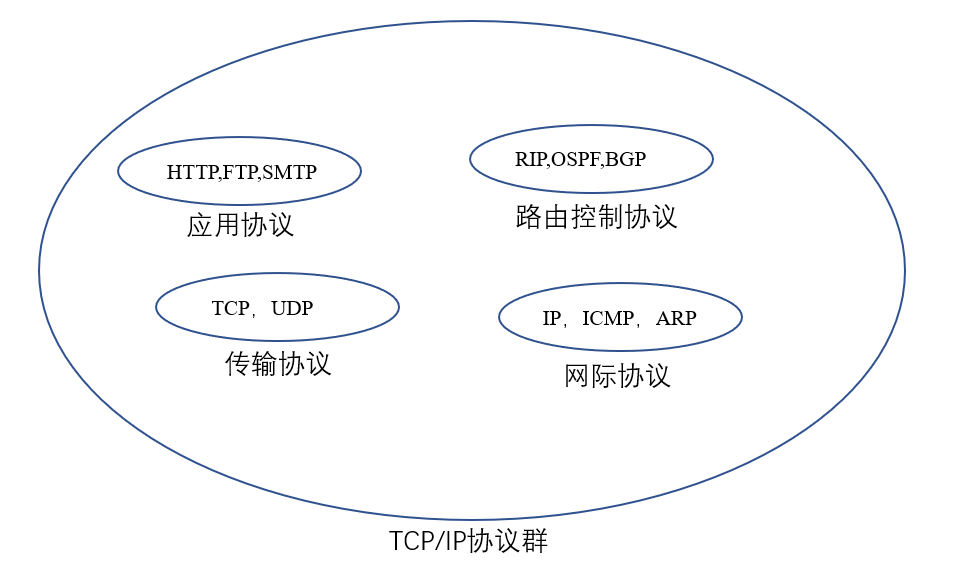 HTTP,FTP,SMTP
应用协议
RIP,OSPF,BGP
路由控制协议
TCP，UDP
传输协议
IP，ICMP，ARP
网际协议
TCP/IP协议群